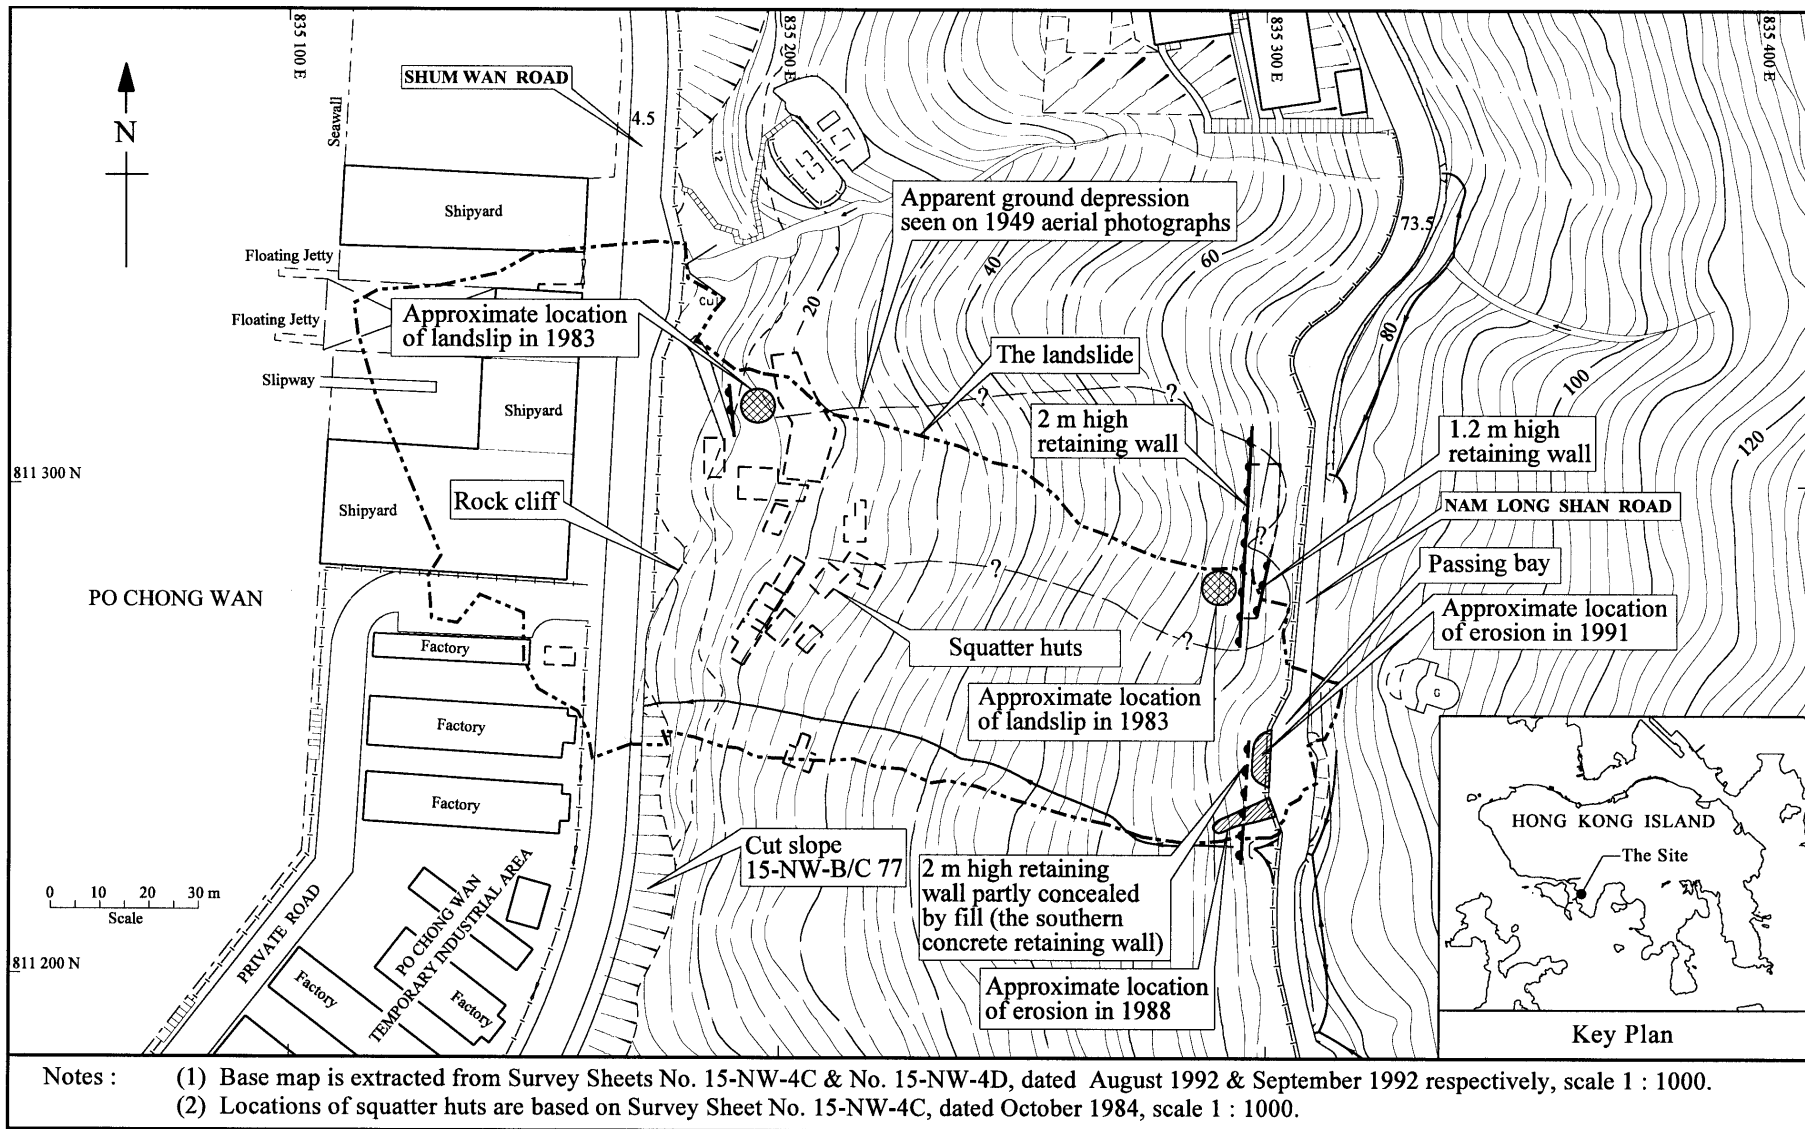 835 100 E
835 200 E
835 300 E
835 400 E
SHUM WAN ROAD
N
Seawall
4.5
12
Shipyard
Apparent ground depression
seen on 1949 aerial photographs
73.5
Floating Jetty
40
60
20
80
Floating Jetty
Approximate location
of landslip in 1983
The landslide
Slipway
Shipyard
?
?
100
120
2 m high
retaining wall
1.2 m high
retaining wall
811 300 N
Rock cliff
Shipyard
NAM LONG SHAN ROAD
?
?
Passing bay
PO CHONG WAN
Approximate location
of erosion in 1991
Factory
Squatter huts
?
Approximate location
of landslip in 1983
G
Factory
Factory
HONG KONG ISLAND
The Site
Cut slope
15-NW-B/C 77
2 m high retaining
wall partly concealed
by fill (the southern
concrete retaining wall)
0 10 20 30 m
Scale
PRIVATE ROAD
PO CHONG WAN
TEMPORARY INDUSTRIAL AREA
811 200 N
Factory
Factory
Approximate location
of erosion in 1988
Key Plan
Notes :
(1) Base map is extracted from Survey Sheets No. 15-NW-4C & No. 15-NW-4D, dated August 1992 & September 1992 respectively, scale 1 : 1000.
(2) Locations of squatter huts are based on Survey Sheet No. 15-NW-4C, dated October 1984, scale 1 : 1000.